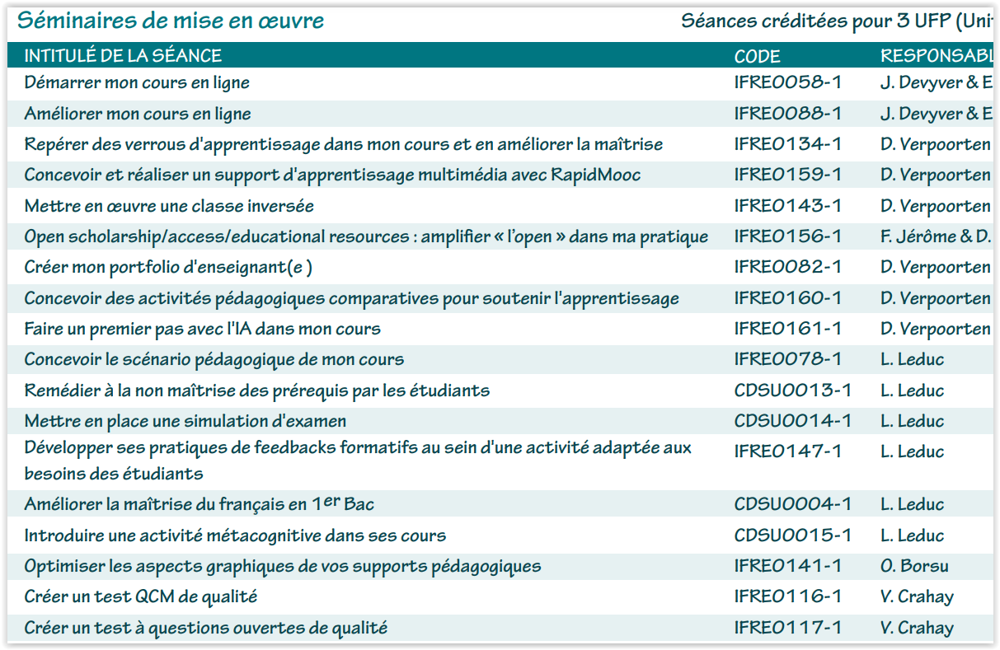 Séminaires de mise en œuvre Séances créditées pour 3 UFP
INTITULÉ DE LA SÉANCE CODE
Démarrer mon cours en ligne IFRE0058-1 J. Devyver &
Améliorer mon cours en ligne IFRE0088-1 J. Devyver &
Repérer des verrous d'apprentissage dans mon cours et en améliorer la maîtrise IFRE0134-1 D. Verpoorten
Concevoir et réaliser un support d'apprentissage multimédia avec RapidMooc IFRE0159-1 D. Verpoorten
Mettre en œuvre une classe inversée IFRE0143-1 D. Verpoorten
Open scholarship/access/educational resources : amplifier « l'open » dans ma pratique IFRE0156-1 F. Jérôme & D.
Créer mon portfolio d'enseignant(e ) IFRE0082-1 D. Verpoorten
Concevoir des activités pédagogiques comparatives pour soutenir l'apprentissage IFRE0160-1 D. Verpoorten
Faire un premier pas avec l'IA dans mon cours IFRE0161-1 D. Verpoorten
Concevoir le scénario pédagogique de mon cours IFRE0078-1 L. Leduc
Remédier à la non maîtrise des prérequis par les étudiants CDSU0013-1 L. Leduc
Mettre en place une simulation d'examen CDSU0014-1 L. Leduc
Développer ses pratiques de feedbacks formatifs au sein d'une activité adaptée aux IFRE0147-1 L. Leduc
besoins des étudiants
Améliorer la maîtrise du français en 1er Bac CDSU0004-1 L. Leduc
Introduire une activité métacognitive dans ses cours CDSU0015-1 L. Leduc
Optimiser les aspects graphiques de vos supports pédagogiques IFRE0141-1 O. Borsu
Créer un test QCM de qualité IFRE0116-1 V. Crahay
Créer un test à questions ouvertes de qualité IFRE0117-1 V. Crahay